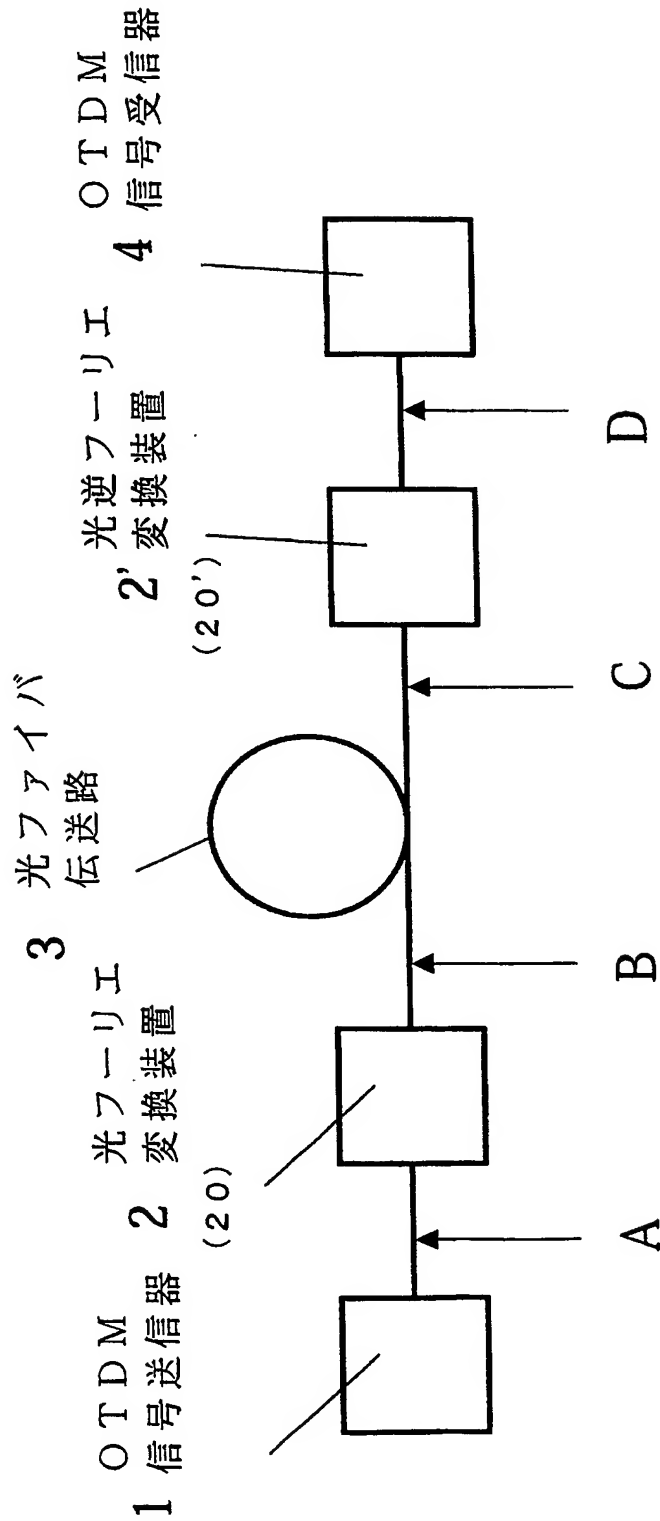 1 OTDM
信号送信器
2 光フーリエ
変換装置
(20)
3 光ファイバ
伝送路
2' 光逆フーリエ
変換装置
(20')
4 OTDM
信号受信器
A
B
C
D